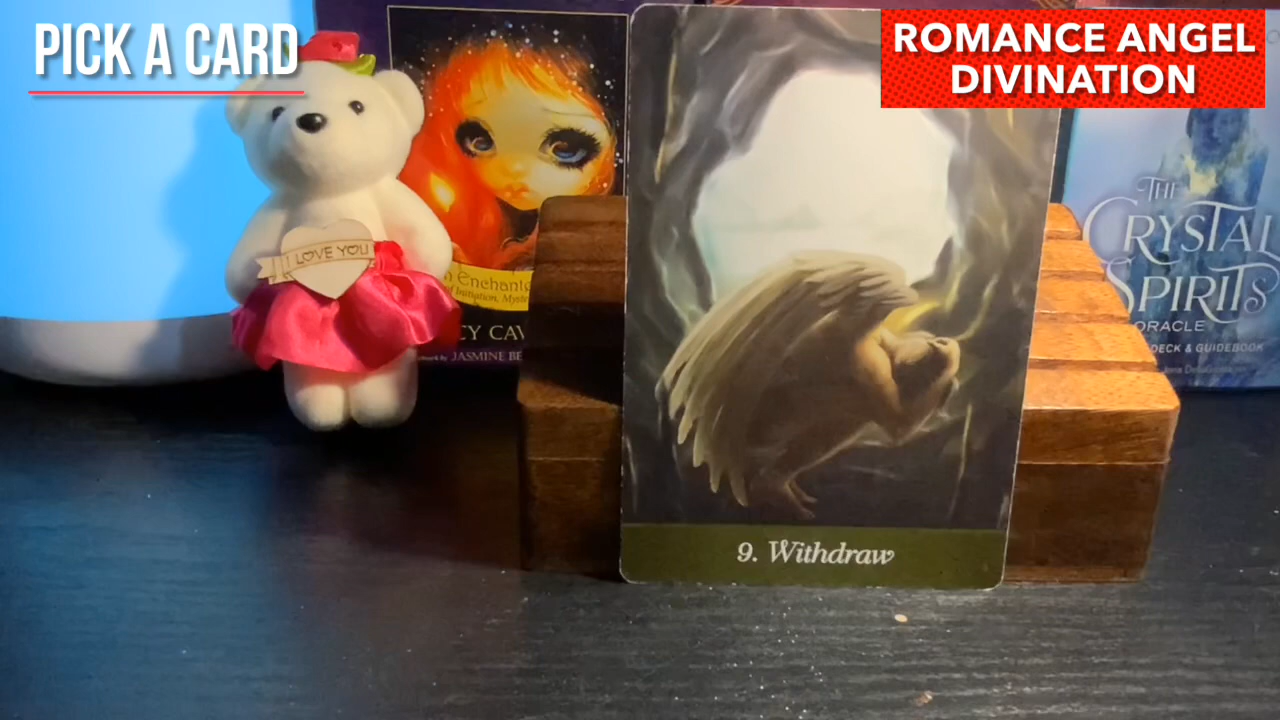 PICK A CARD
ROMANCE ANGEL
DIVINATION
I LOVE YOU
Enchant
of Initiation, Myste
CY CAV
JASMINE BE
THE
CRYSTAL
SPIRITS
ORACLE
DECK & GUIDEBOOK
9. Withdraw